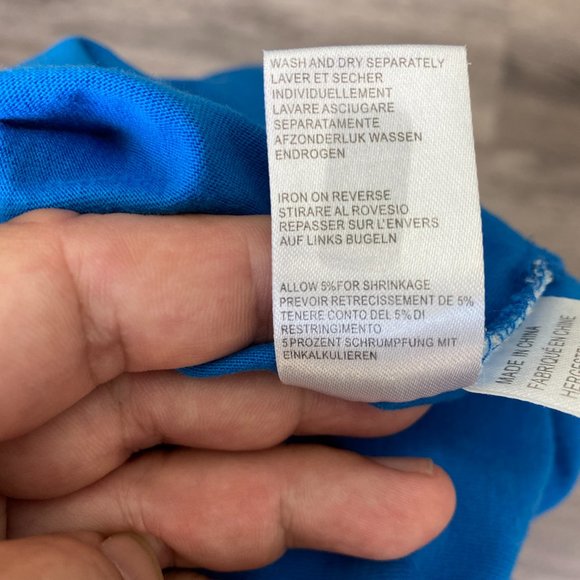 WASH AND DRY SEPARATELY
LAVER ET SECHER
INDIVIDUELLEMENT
LAVARE ASCIUGARE
SEPARATAMENTE
AFZONDERLUK WASSEN
ENDROGEN
IRON ON REVERSE
STIRARE AL ROVESIO
REPASSER SUR L'ENVERS
AUF LINKS BUGELN
ALLOW 5%FOR SHRINKAGE
PREVOIR RETRECISSEMENT DE 5%
TENERE CONTO DEL 5% DI
RESTRINGIMENTO
5 PROZENT SCHRUMPFUNG MIT
EINKALKULIEREN
MADE IN CHINA
FABRIQUÉ EN CHINE